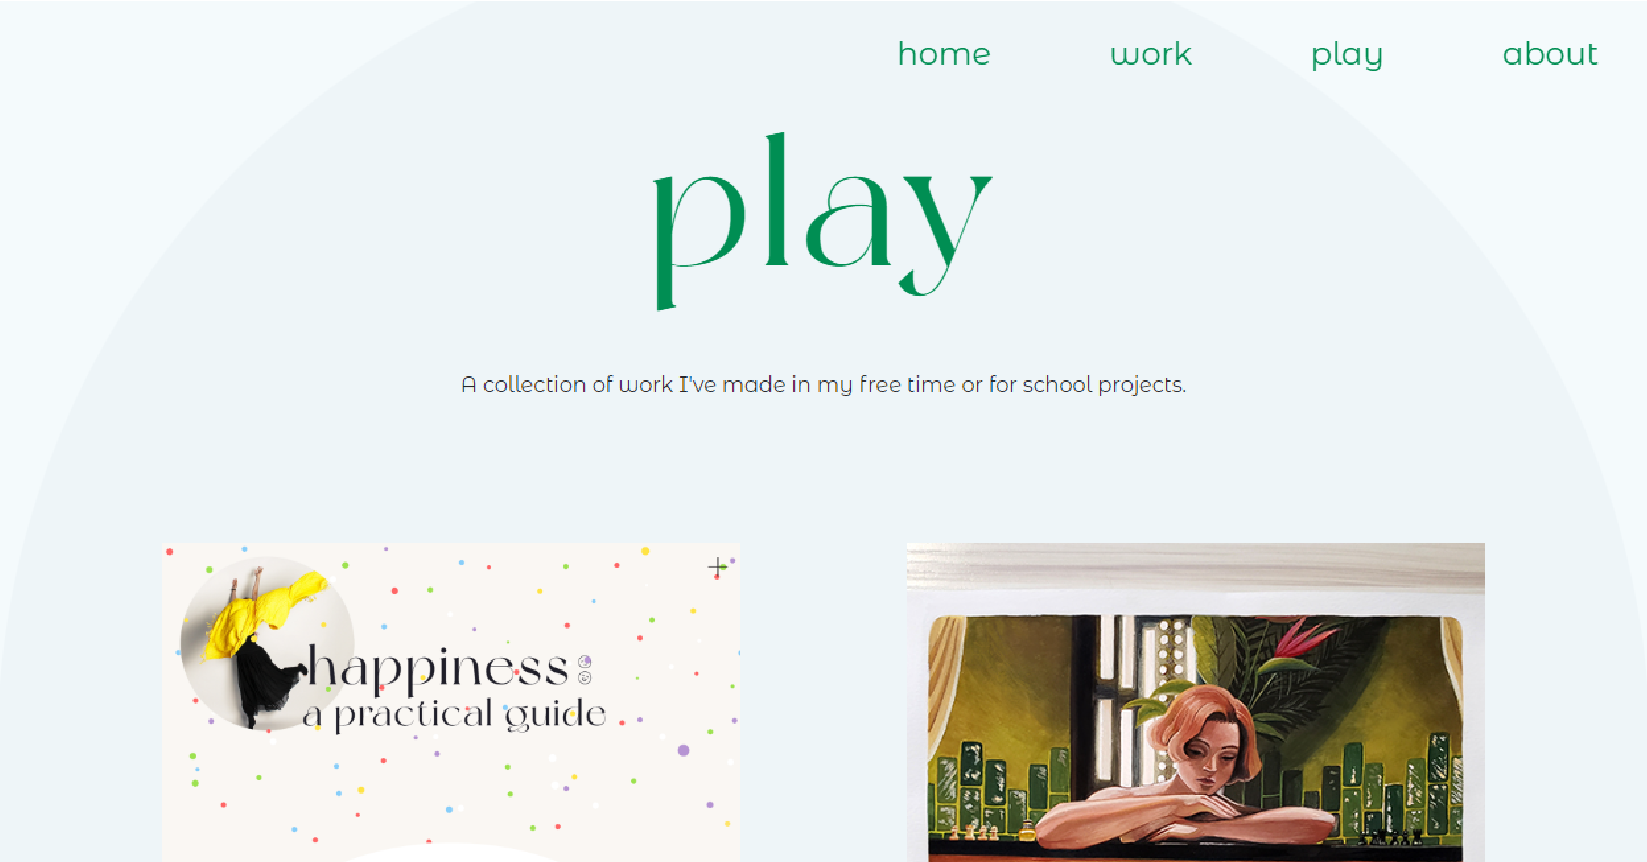 home work play about
play
A collection of work I've made in my free time or for school projects.
happiness:
a practical guide